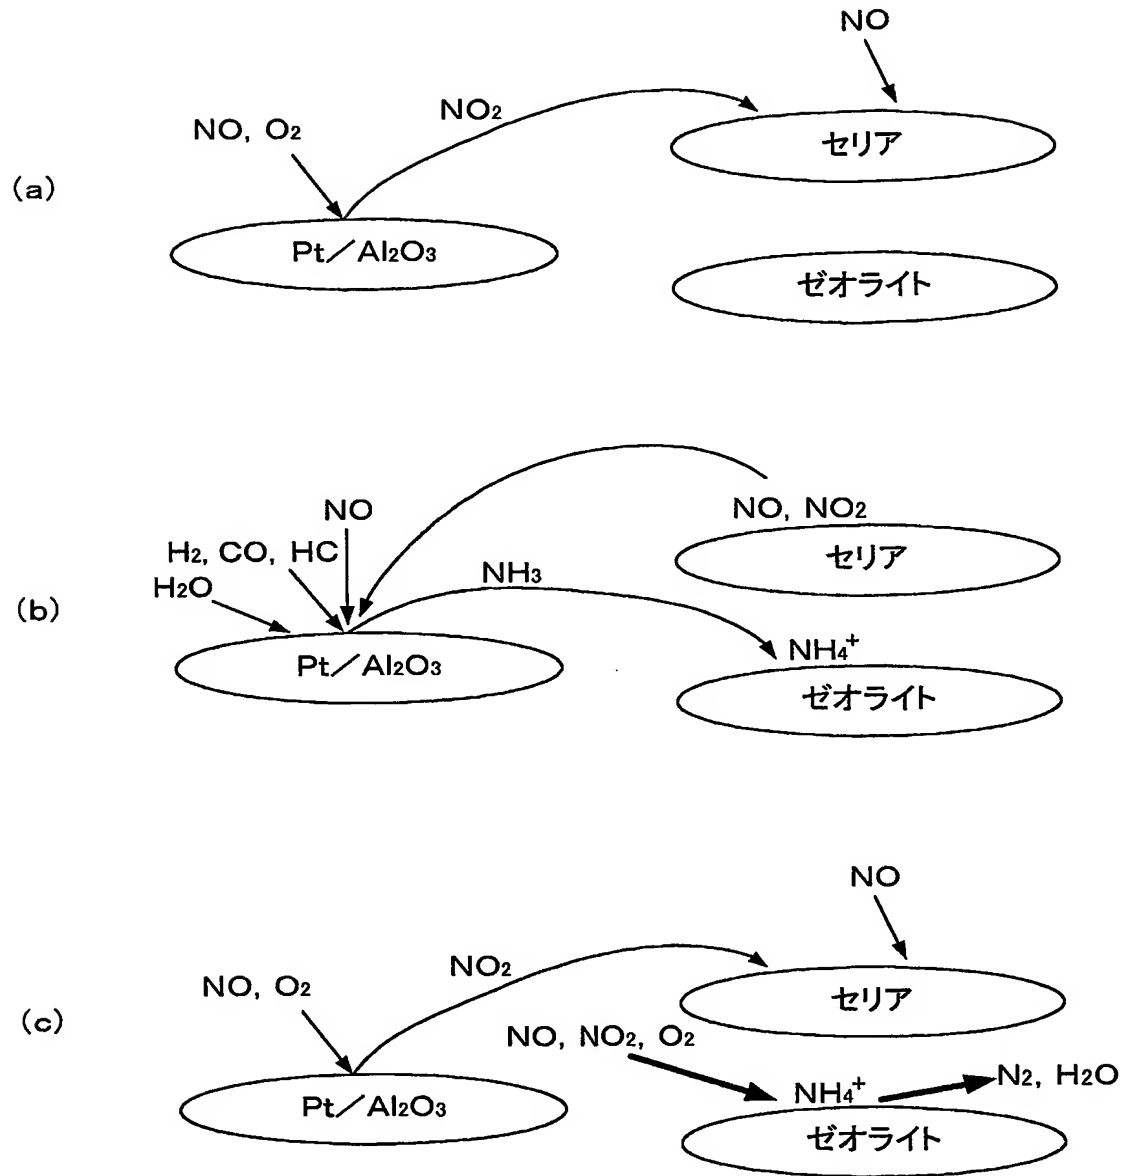 (a)
NO
NO2
NO, O2
セリア
Pt／Al2O3
ゼオライト
(b)
NO
NO, NO2
H2, CO, HC
セリア
H2O
NH3
NH4+
Pt／Al2O3
ゼオライト
(c)
NO
NO2
NO, O2
セリア
NO, NO2, O2
N2, H2O
NH4+
Pt／Al2O3
ゼオライト